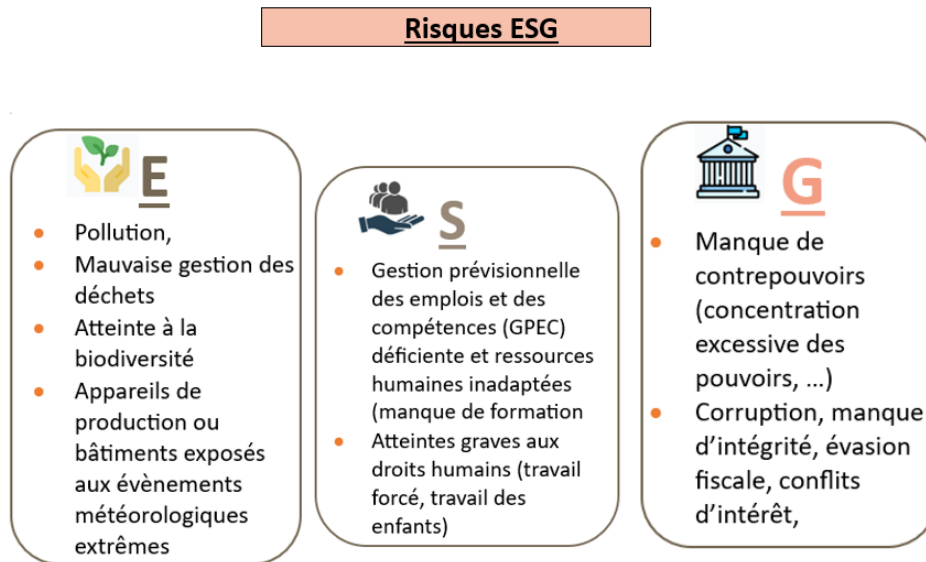 Risques ESG
E
• Pollution,
• Mauvaise gestion des
déchets
• Atteinte à la
biodiversité
• Appareils de
production ou
bâtiments exposés
aux évènements
météorologiques
extrêmes
S
• Gestion prévisionnelle
des emplois et des
compétences (GPEC)
déficiente et ressources
humaines inadaptées
(manque de formation
• Atteintes graves aux
droits humains (travail
forcé, travail des
enfants)
G
• Manque de
contrepouvoirs
(concentration
excessive des
pouvoirs, ...)
• Corruption, manque
d’intégrité, évasion
fiscale, conflits
d’intérêt,